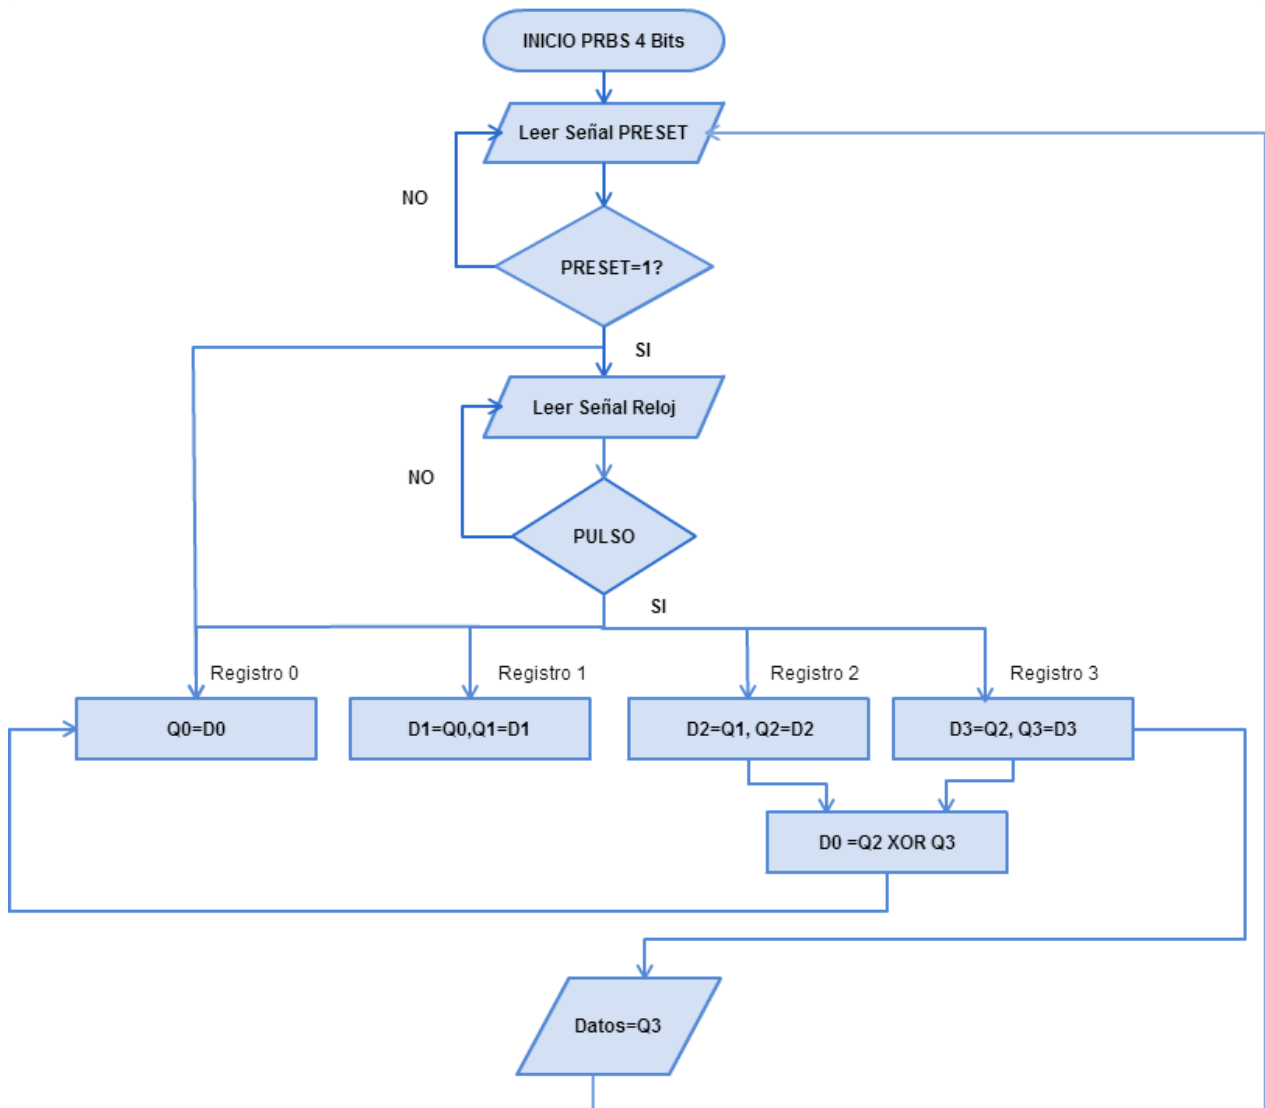 INICIO PRBS 4 Bits
Leer Señal PRESET
NO
PRESET=1?
SI
Leer Señal Reloj
NO
PULSO
SI
Registro 0
Registro 1
Registro 2
Registro 3
Q0=D0
D1=Q0,Q1=D1
D2=Q1, Q2=D2
D3=Q2, Q3=D3
D0 =Q2 XOR Q3
Datos=Q3